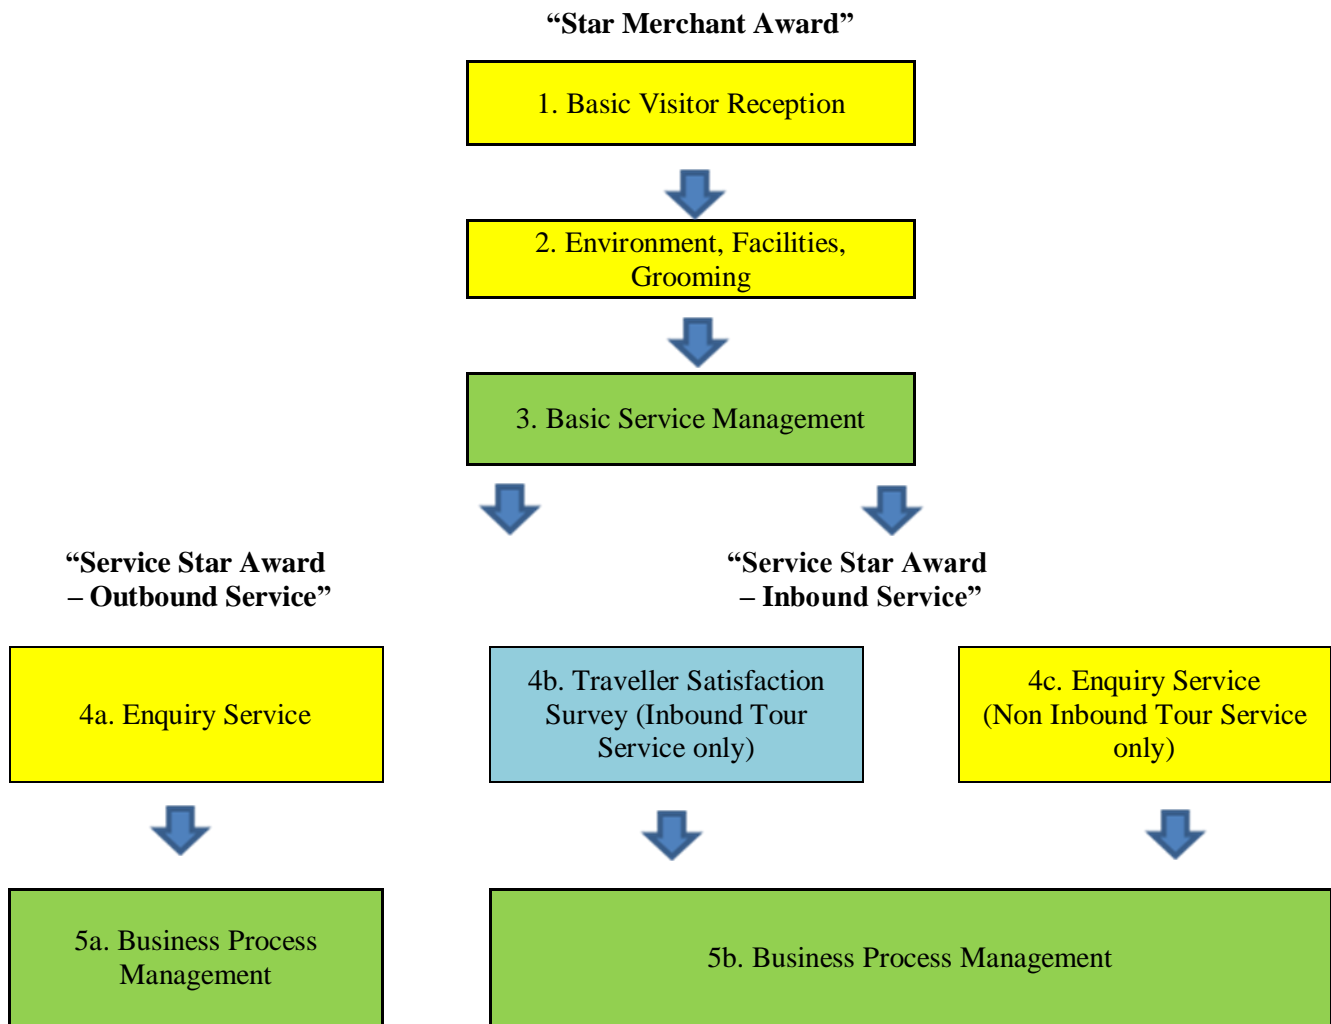 “Star Merchant Award”
1. Basic Visitor Reception
2. Environment, Facilities,
Grooming
3. Basic Service Management
“Service Star Award
– Outbound Service”
“Service Star Award
– Inbound Service”
4a. Enquiry Service
4b. Traveller Satisfaction
Survey (Inbound Tour
Service only)
4c. Enquiry Service
(Non Inbound Tour Service
only)
5a. Business Process
Management
5b. Business Process Management